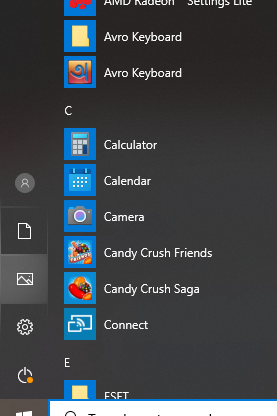 AMD Radeon
Settings Lite
Avro Keyboard
Avro Keyboard
C
Calculator
Calendar
Camera
Candy Crush Friends
Candy Crush Saga
Connect
E
ESET